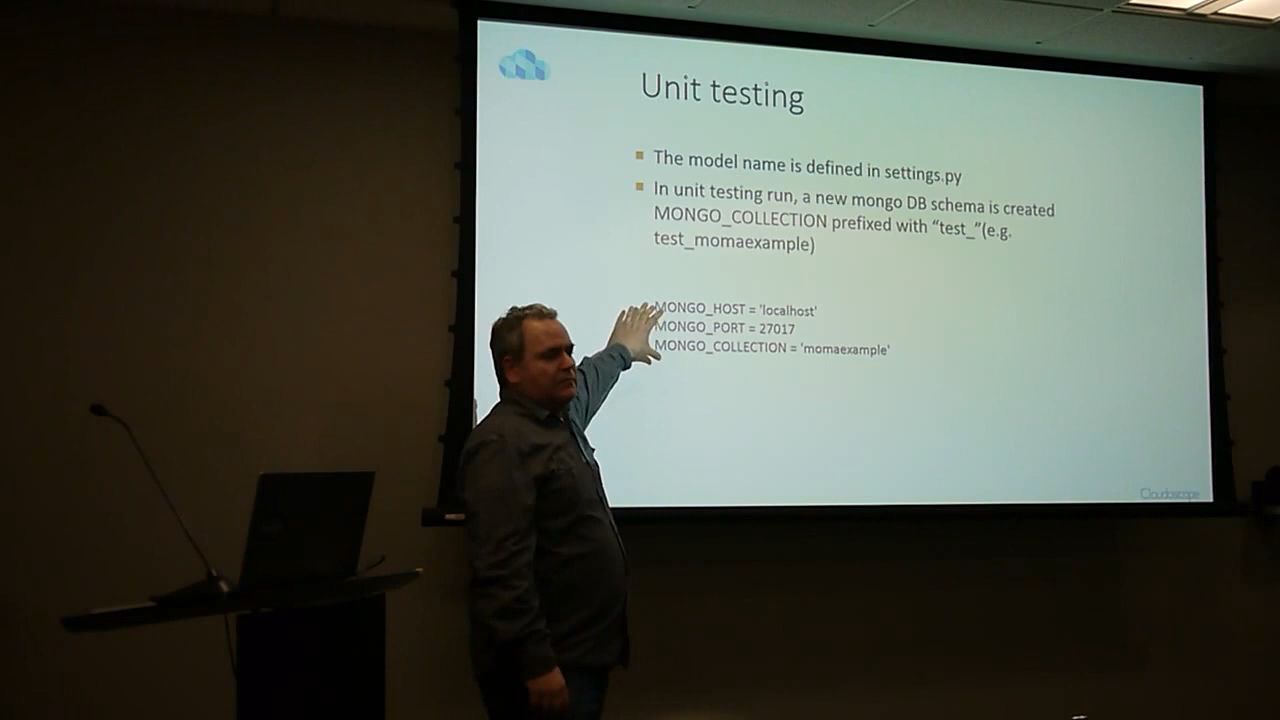 Unit testing
The model name is defined in settings.py
In unit testing run, a new mongo DB schema is created
MONGO_COLLECTION prefixed with “test_”(e.g.
test_momaexample)
MONGO_HOST = 'localhost'
MONGO_PORT = 27017
MONGO_COLLECTION = 'momaexample'
Cloudoscope